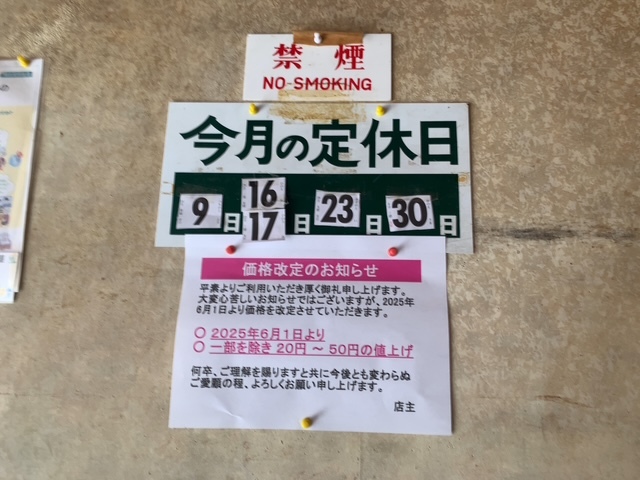 禁煙
NO-SMOKING
今月の定休日
9日 16 17日 23日 30日
価格改定のお知らせ
平素よりご利用いただき厚く御礼申し上げます。
大変心苦しいお知らせではございますが、2025年
6月1日より価格を改定させていただきます。
〇 2025年6月1日より
〇 一部を除き 20円 ～ 50円の値上げ
何卒、ご理解を賜りますと共に今後とも変わらぬ
ご愛顧の程、よろしくお願い申し上げます。
店主